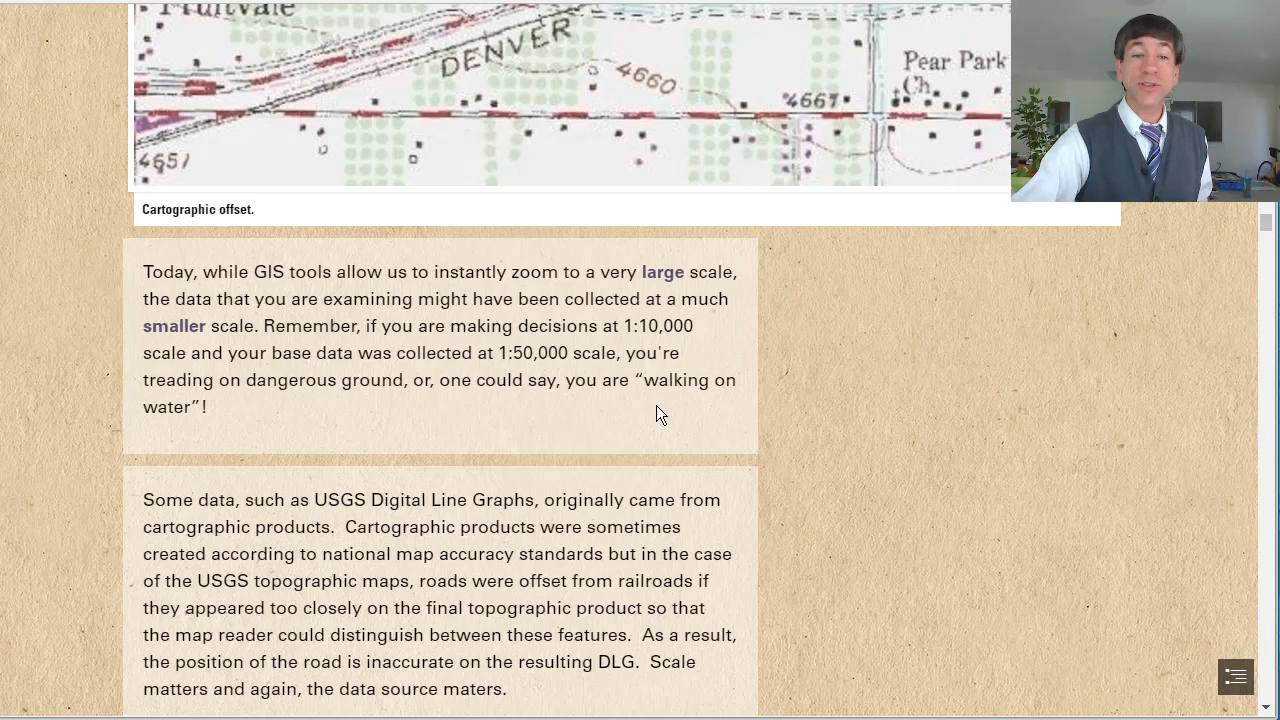 Fruitvale
DENVER
4660
Pear Park
Ch
4661
4651
Cartographic offset.
Today, while GIS tools allow us to instantly zoom to a very large scale,
the data that you are examining might have been collected at a much
smaller scale. Remember, if you are making decisions at 1:10,000
scale and your base data was collected at 1:50,000 scale, you're
treading on dangerous ground, or, one could say, you are “walking on
water”!
Some data, such as USGS Digital Line Graphs, originally came from
cartographic products.  Cartographic products were sometimes
created according to national map accuracy standards but in the case
of the USGS topographic maps, roads were offset from railroads if
they appeared too closely on the final topographic product so that
the map reader could distinguish between these features.  As a result,
the position of the road is inaccurate on the resulting DLG.  Scale
matters and again, the data source maters.